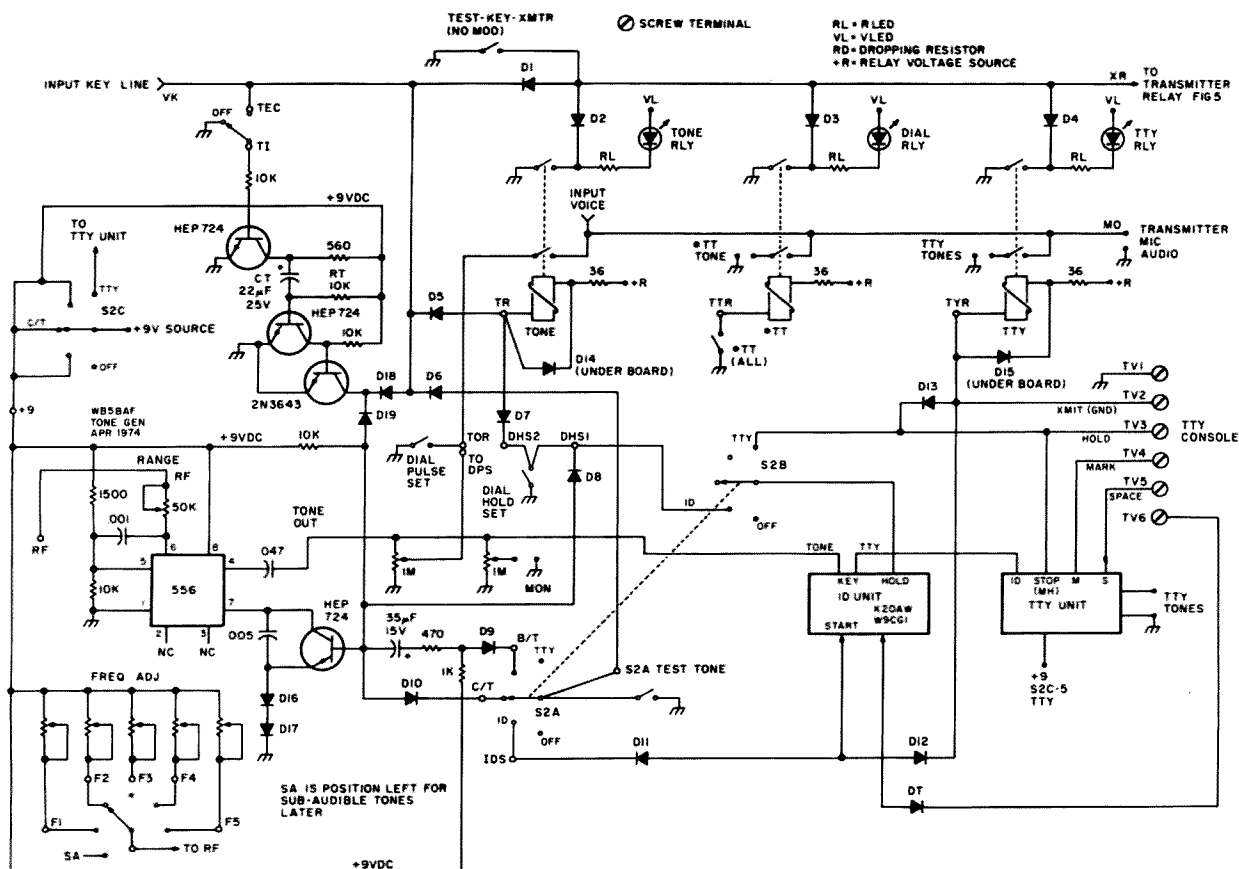 TEST-KEY-XMTR
(NO MOD)
SCREW TERMINAL
RL = RLED
VL = VLED
RD = DROPPING RESISTOR
+R = RELAY VOLTAGE SOURCE
INPUT KEY LINE
VK
D1
XR
TO
TRANSMITTER
RELAY FIG 5
TEC
OFF
TI
10K
D2
VL
TONE
RLY
RL
D3
VL
DIAL
RLY
RL
D4
VL
TTY
RLY
RL
+9VDC
TO
TTY UNIT
HEP 724
560
CT
22µF
25V
RT
10K
HEP 724
10K
INPUT
VOICE
MO
TRANSMITTER
MIC
AUDIO
*TT
TONE
TTY
TONES
36
+R
36
+R
36
+R
TTY
S2C
C/T
+9V SOURCE
OFF
D5
TR
TONE
TTR
*TT
*TT
(ALL)
TYR
TTY
D14
(UNDER BOARD)
D15
(UNDER BOARD)
2N3643
D18
D6
D19
D7
D13
TV1
TV2
XMIT (GND)
TV3
HOLD
TTY
CONSOLE
TV4
MARK
TV5
SPACE
TV6
+9
WB5BAF
TONE GEN
APR 1974
+9VDC
10K
DIAL
PULSE
SET
TOR
TO
DPS
DHS2
DHS1
DIAL
HOLD
SET
D8
TTY
S2B
ID
OFF
RANGE
RF
1500
50K
.001
RF
TONE
OUT
5
6
8
4
556
.047
10K
1
7
2
3
NC
NC
.005
1M
1M
MON
TONE
TTY
KEY
HOLD
ID UNIT
K2OAW
W9CGI
START
ID
STOP
(MH)
M
S
TTY UNIT
TTY
TONES
+9
S2C-5
TTY
HEP
724
35µF
15V
470
D9
B/T
TTY
1K
S2A TEST TONE
D10
C/T
S2A
ID
OFF
IDS
D11
D12
DT
D16
D17
FREQ ADJ
F2
F3
F4
*
F1
F5
SA
TO RF
SA IS POSITION LEFT FOR
SUB-AUDIBLE TONES
LATER
+9VDC